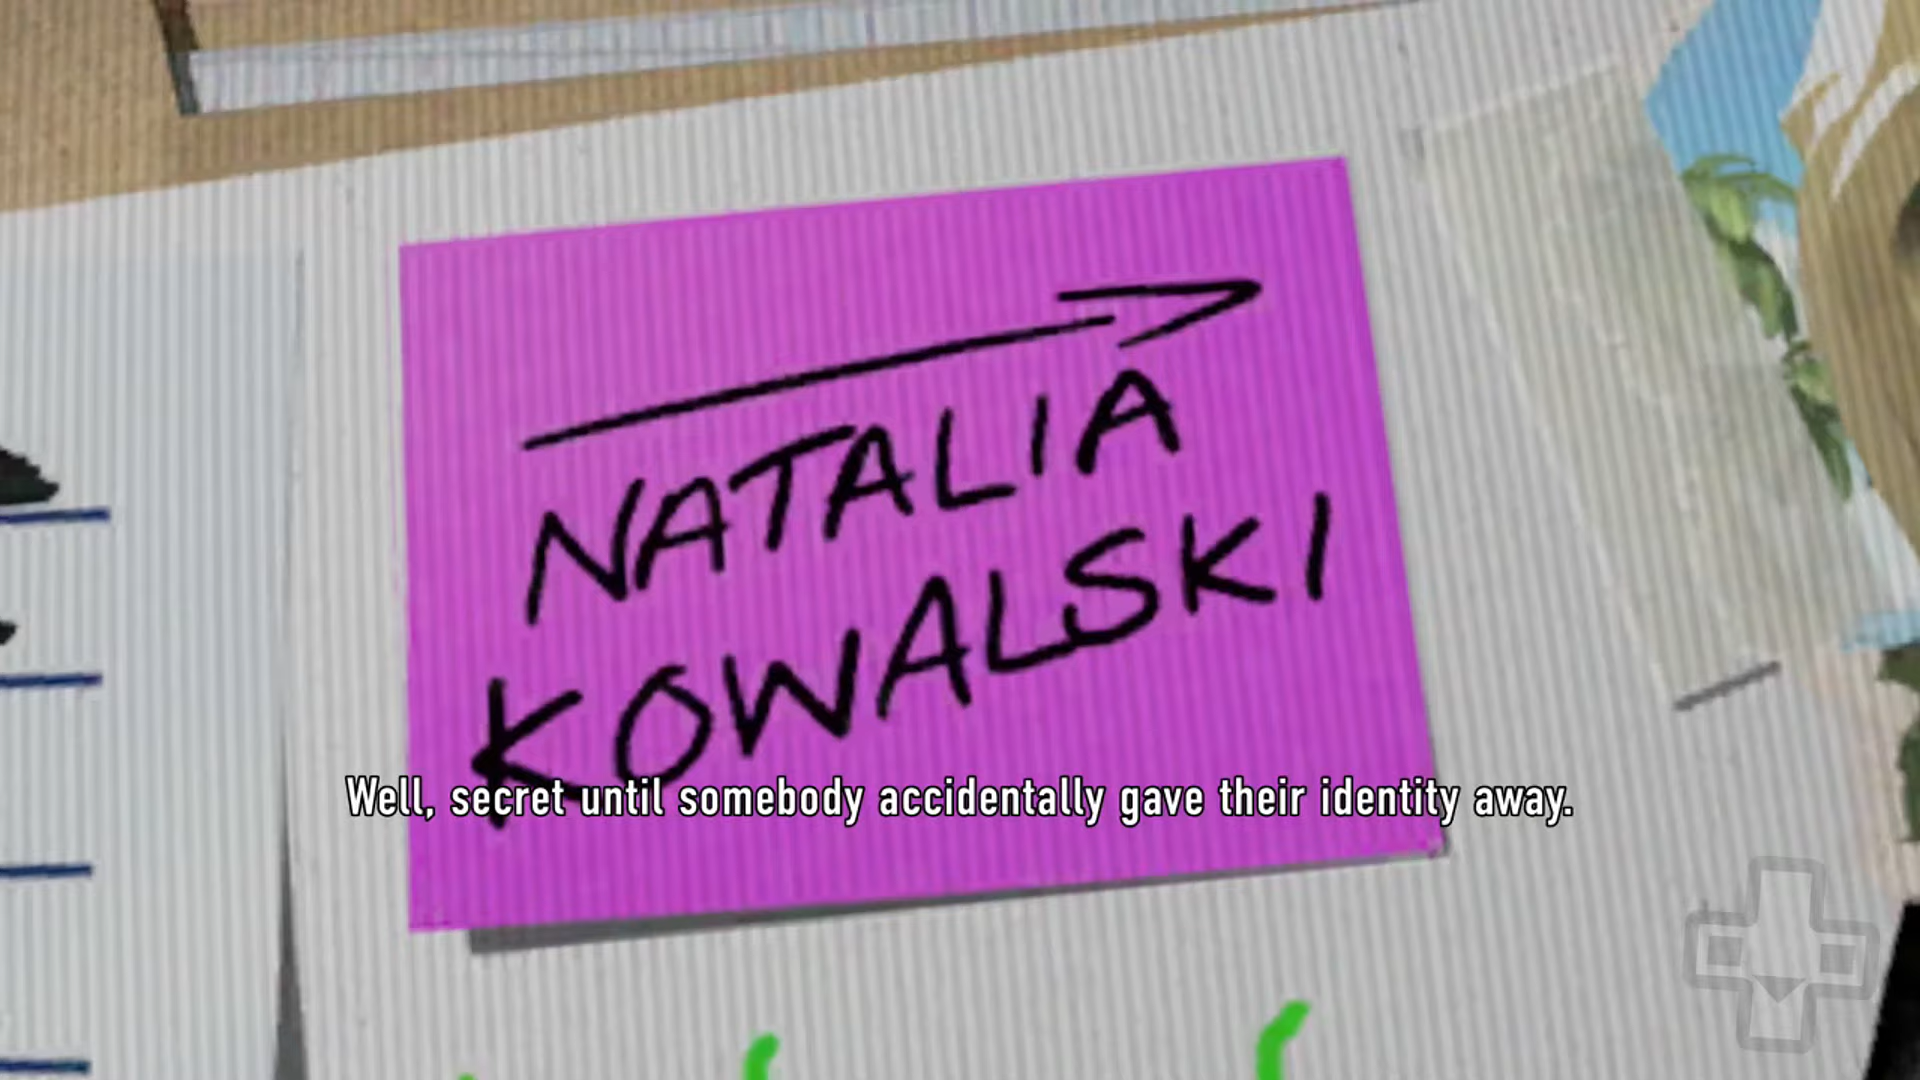 NATALIA
KOWALSKI
Well, secret until somebody accidentally gave their identity away.